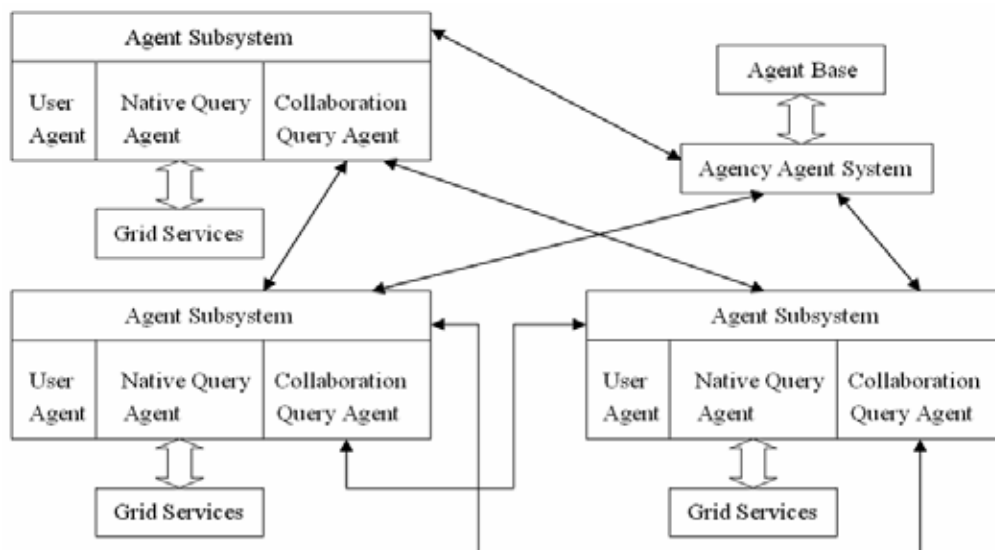 Agent Subsystem
User
Agent
Native Query
Agent
Collaboration
Query Agent
Grid Services
Agent Base
Agency Agent System
Agent Subsystem
User
Agent
Native Query
Agent
Collaboration
Query Agent
Grid Services
Agent Subsystem
User
Agent
Native Query
Agent
Collaboration
Query Agent
Grid Services